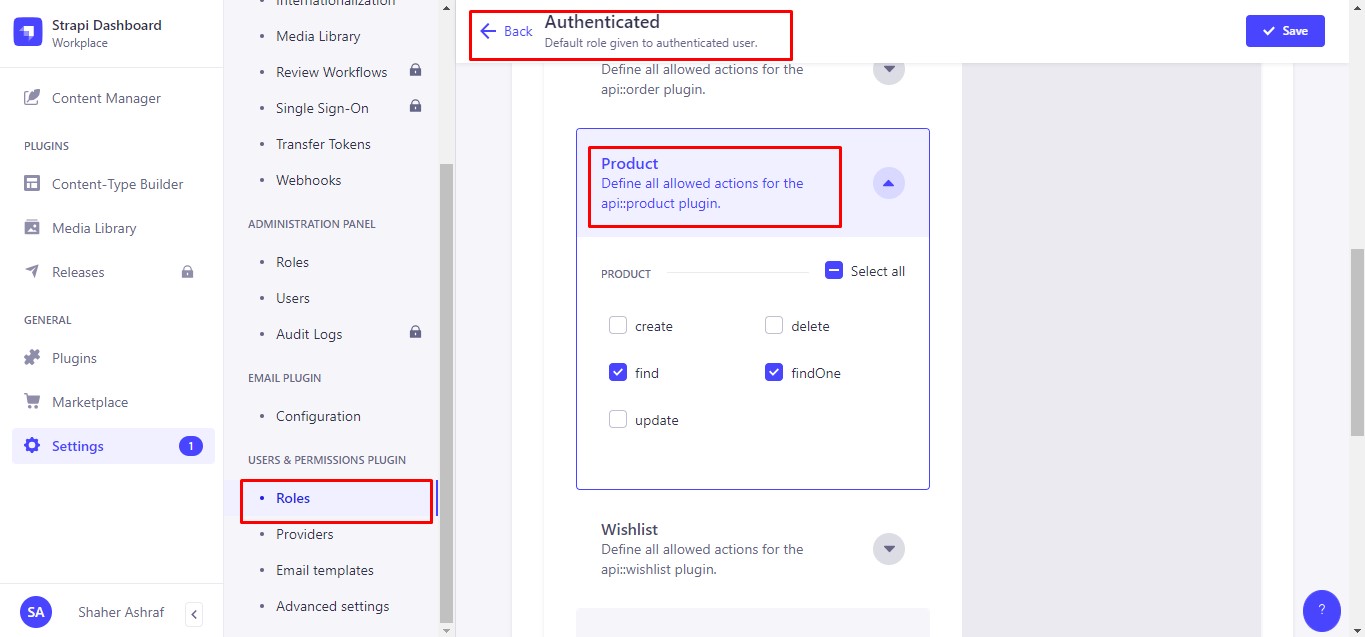 Strapi Dashboard
Workplace
Content Manager
PLUGINS
Content-Type Builder
Media Library
Releases
GENERAL
Plugins
Marketplace
Settings
1
SA
Shaher Ashraf
Internationalization
Media Library
Review Workflows
Single Sign-On
Transfer Tokens
Webhooks
ADMINISTRATION PANEL
Roles
Users
Audit Logs
EMAIL PLUGIN
Configuration
USERS & PERMISSIONS PLUGIN
Roles
Providers
Email templates
Advanced settings
Back
Authenticated
Default role given to authenticated user.
Save
Define all allowed actions for the
api::order plugin.
Product
Define all allowed actions for the
api::product plugin.
PRODUCT
Select all
create
delete
find
findOne
update
Wishlist
Define all allowed actions for the
api::wishlist plugin.
?